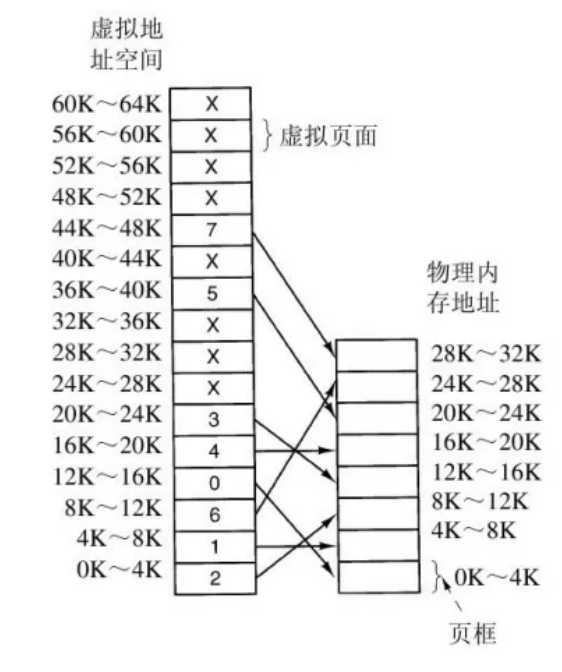 虚拟地
址空间
60K～64K X
56K～60K X 虚拟页面
52K～56K X
48K～52K X
44K～48K 7
40K～44K X
36K～40K 5
32K～36K X
28K～32K X
24K～28K X
20K～24K 3
16K～20K 4
12K～16K 0
8K～12K 6
4K～8K 1
0K～4K 2
物理内
存地址
28K～32K
24K～28K
20K～24K
16K～20K
12K～16K
8K～12K
4K～8K
0K～4K
页框